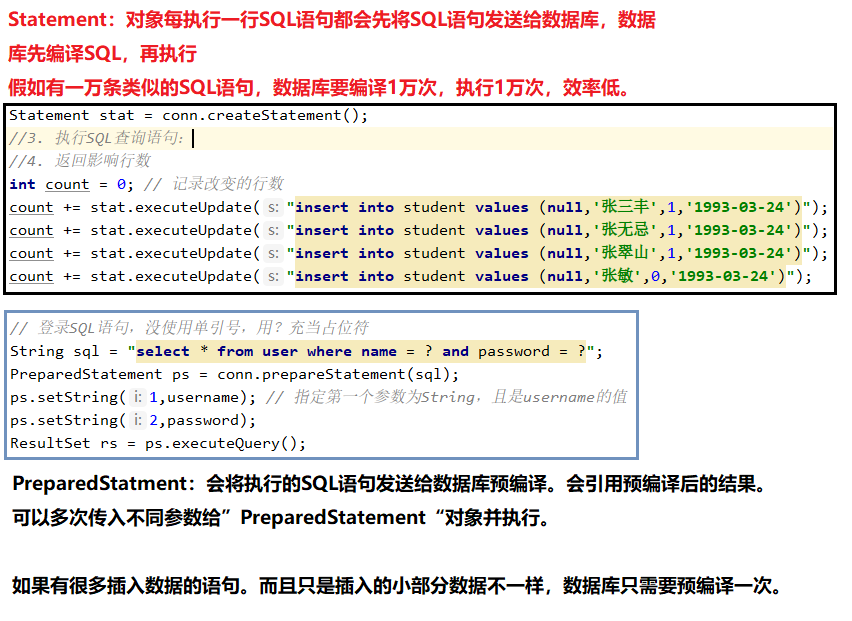 Statement：对象每执行一行SQL语句都会先将SQL语句发送给数据库，数据
库先编译SQL，再执行
假如有一万条类似的SQL语句，数据库要编译1万次，执行1万次，效率低。
Statement stat = conn.createStatement();
//3. 执行SQL查询语句：
//4. 返回影响行数
int count = 0; // 记录改变的行数
count += stat.executeUpdate( s: "insert into student values (null,'张三丰',1,'1993-03-24')");
count += stat.executeUpdate( s: "insert into student values (null,'张无忌',1,'1993-03-24')");
count += stat.executeUpdate( s: "insert into student values (null,'张翠山',1,'1993-03-24')");
count += stat.executeUpdate( s: "insert into student values (null,'张敏',0,'1993-03-24')");
// 登录SQL语句，没使用单引号，用？充当占位符
String sql = "select * from user where name = ? and password = ?";
PreparedStatement ps = conn.prepareStatement(sql);
ps.setString( i: 1,username); // 指定第一个参数为String，且是username的值
ps.setString( i: 2,password);
ResultSet rs = ps.executeQuery();
PreparedStatment：会将执行的SQL语句发送给数据库预编译。会引用预编译后的结果。
可以多次传入不同参数给”PreparedStatement“对象并执行。
如果有很多插入数据的语句。而且只是插入的小部分数据不一样，数据库只需要预编译一次。